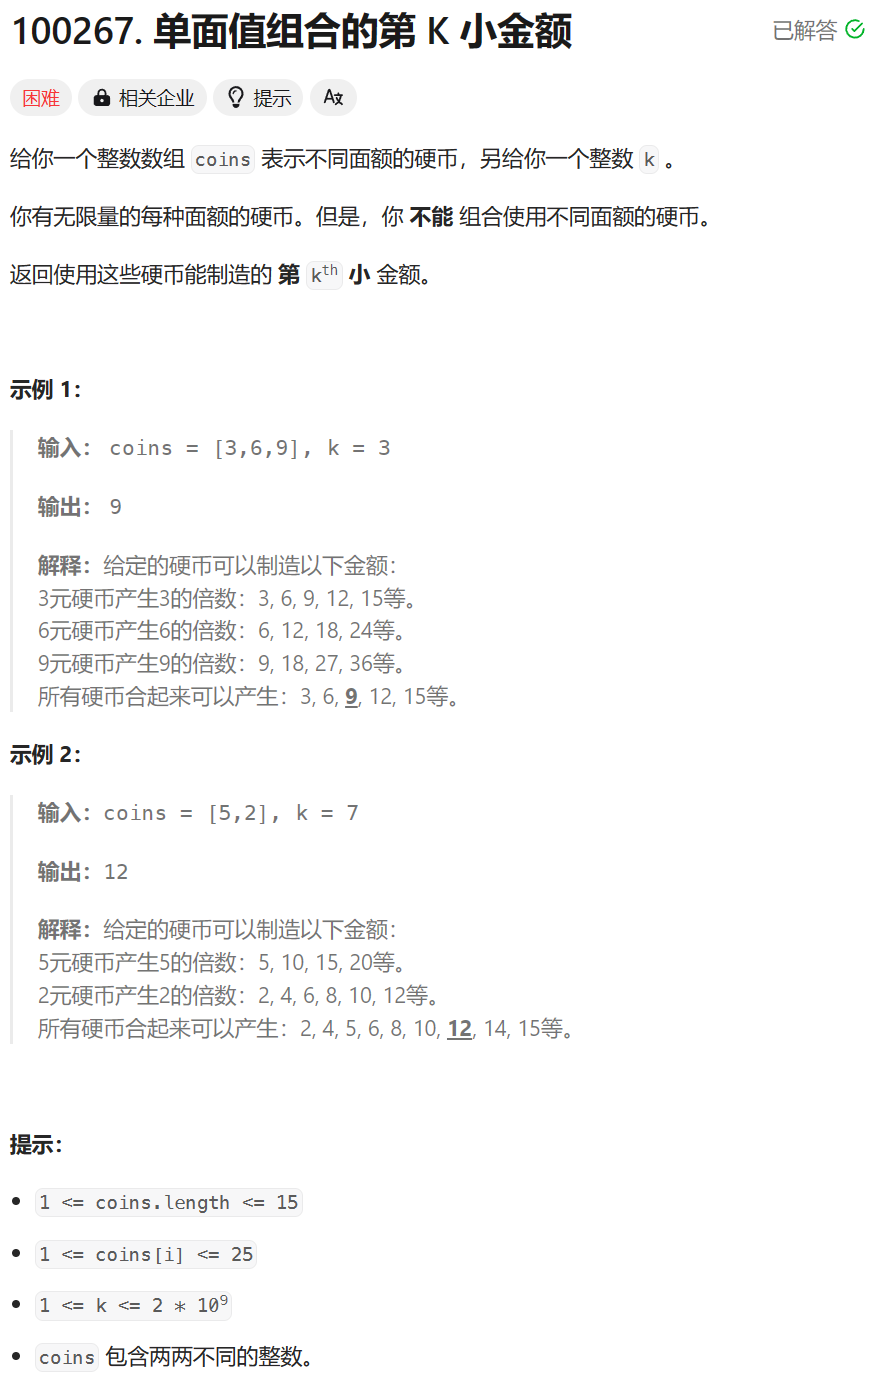 100267. 单面值组合的第 K 小金额
已解答
困难
相关企业
提示
给你一个整数数组 coins 表示不同面额的硬币，另给你一个整数 k 。
你有无限量的每种面额的硬币。但是，你 不能 组合使用不同面额的硬币。
返回使用这些硬币能制造的 第 kth 小 金额。
示例 1：
输入： coins = [3,6,9], k = 3
输出： 9
解释：给定的硬币可以制造以下金额：
3元硬币产生3的倍数：3, 6, 9, 12, 15等。
6元硬币产生6的倍数：6, 12, 18, 24等。
9元硬币产生9的倍数：9, 18, 27, 36等。
所有硬币合起来可以产生：3, 6, 9, 12, 15等。
示例 2：
输入：coins = [5,2], k = 7
输出：12
解释：给定的硬币可以制造以下金额：
5元硬币产生5的倍数：5, 10, 15, 20等。
2元硬币产生2的倍数：2, 4, 6, 8, 10, 12等。
所有硬币合起来可以产生：2, 4, 5, 6, 8, 10, 12, 14, 15等。
提示：
1 <= coins.length <= 15
1 <= coins[i] <= 25
1 <= k <= 2 * 10^9
coins 包含两两不同的整数。